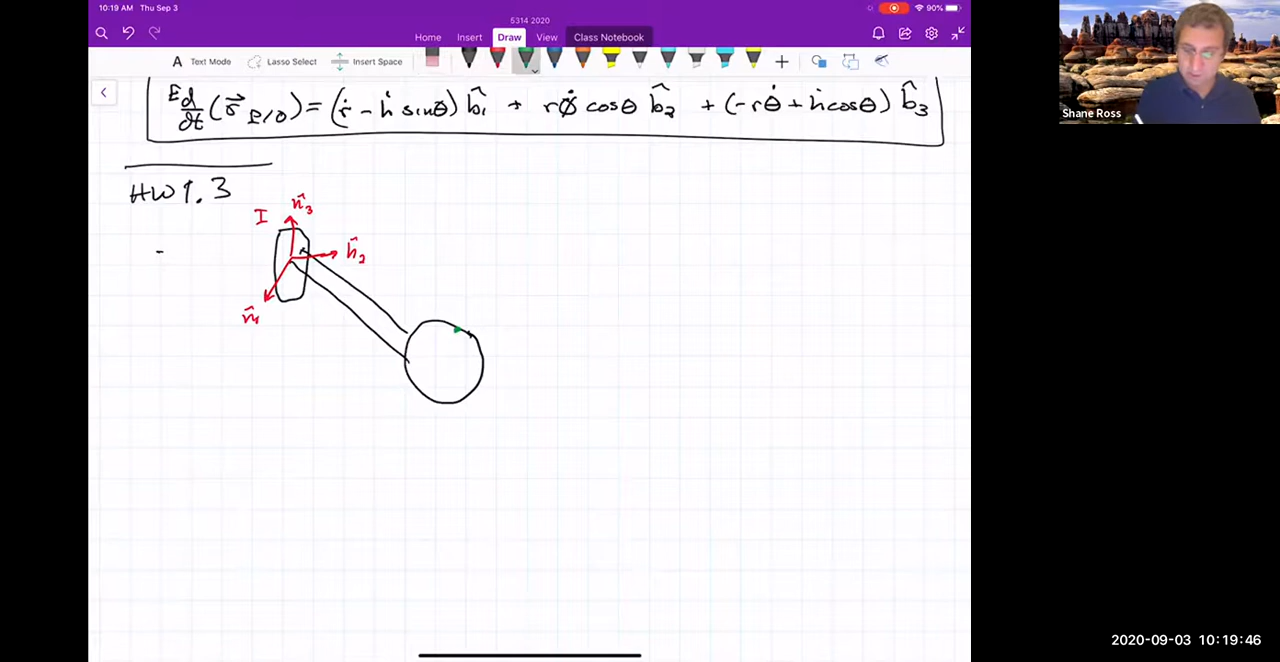 10:19 AM Thu Sep 3
90%
5314 2020
Home Insert Draw View Class Notebook
Text Mode Lasso Select Insert Space
ᴱd/dt (r⃗ P/O) = (ṙ - ḣ sinθ) b̂₁ + rφ̇ cosθ b̂₂ + (-rθ̇ + ḣcosθ) b̂₃
HW 1.3
I n̂₃
n̂₂
n̂₁
Shane Ross
2020-09-03 10:19:46